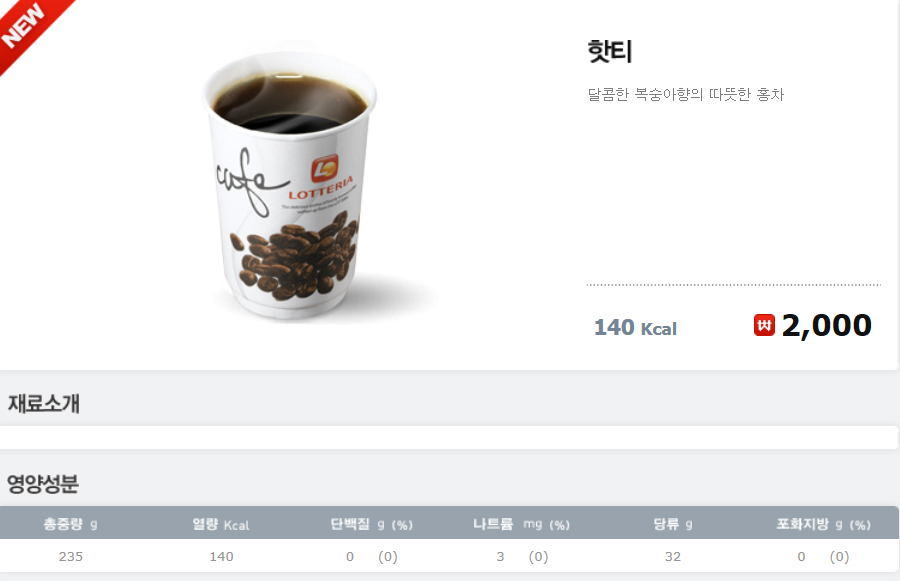 NEW
핫티
달콤한 복숭아향의 따뜻한 홍차
cafe
L
LOTTERIA
140 Kcal
₩ 2,000
재료소개
영양성분
총중량 g 열량 Kcal 단백질 g (%) 나트륨 mg (%) 당류 g 포화지방 g (%)
235 140 0 (0) 3 (0) 32 0 (0)